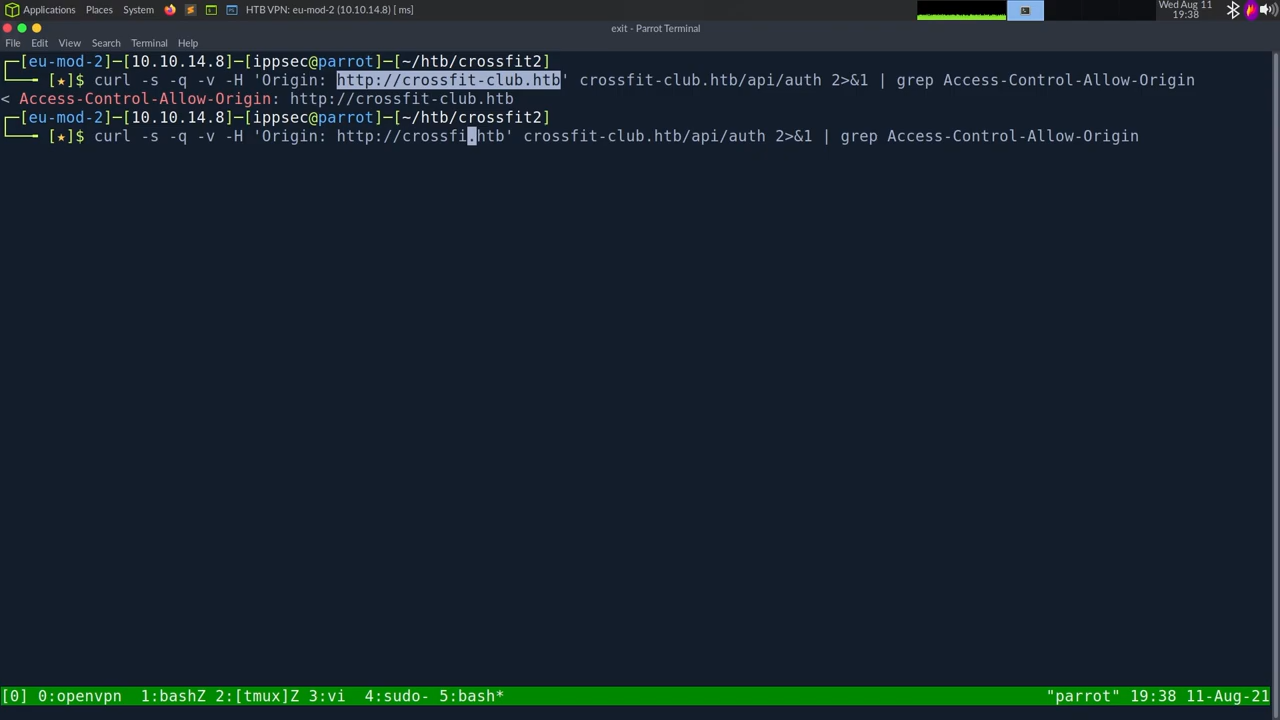 Applications Places System HTB VPN: eu-mod-2 (10.10.14.8) [ ms] Wed Aug 11
19:38
exit - Parrot Terminal
File Edit View Search Terminal Help
┌─[eu-mod-2]─[10.10.14.8]─[ippsec@parrot]─[~/htb/crossfit2]
└── [★]$ curl -s -q -v -H 'Origin: http://crossfit-club.htb' crossfit-club.htb/api/auth 2>&1 | grep Access-Control-Allow-Origin
< Access-Control-Allow-Origin: http://crossfit-club.htb
┌─[eu-mod-2]─[10.10.14.8]─[ippsec@parrot]─[~/htb/crossfit2]
└── [★]$ curl -s -q -v -H 'Origin: http://crossfi.htb' crossfit-club.htb/api/auth 2>&1 | grep Access-Control-Allow-Origin
[0] 0:openvpn 1:bashZ 2:[tmux]Z 3:vi 4:sudo- 5:bash* "parrot" 19:38 11-Aug-21